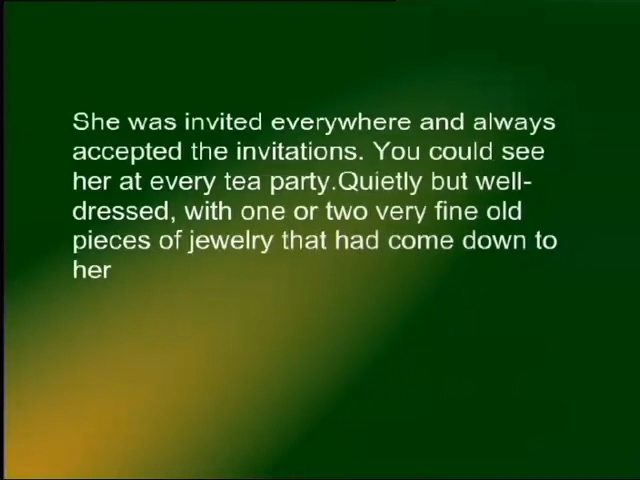 She was invited everywhere and always
accepted the invitations. You could see
her at every tea party.Quietly but well-
dressed, with one or two very fine old
pieces of jewelry that had come down to
her